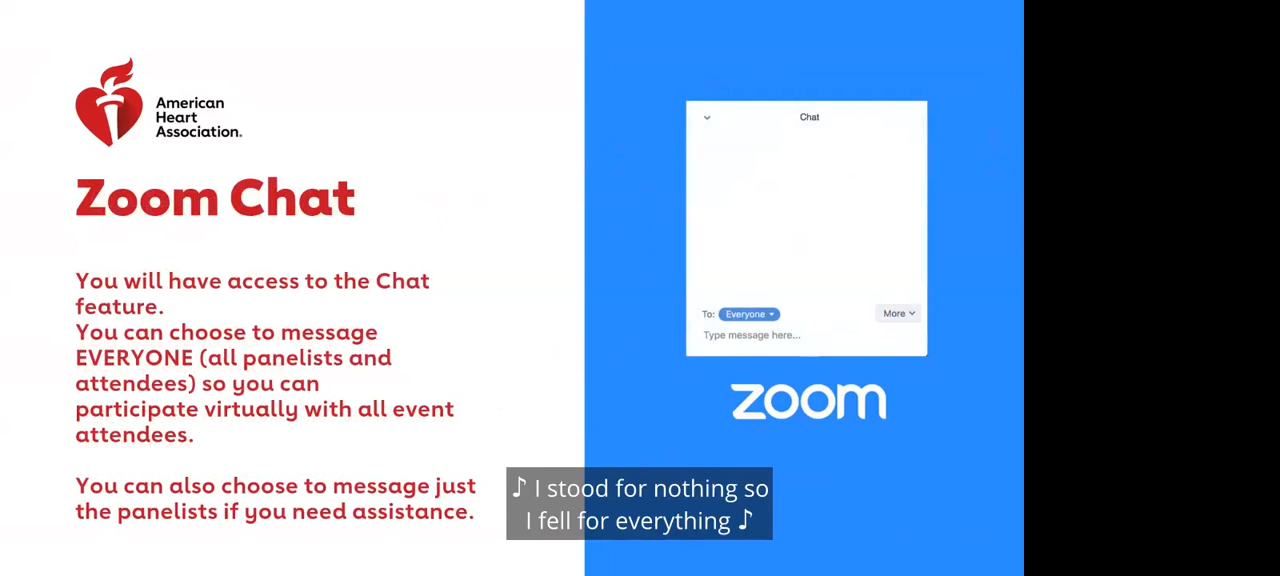 American
Heart
Association.
Zoom Chat
You will have access to the Chat
feature.
You can choose to message
EVERYONE (all panelists and
attendees) so you can
participate virtually with all event
attendees.
You can also choose to message just
the panelists if you need assistance.
Chat
To: Everyone
More
Type message here...
zoom
♪ I stood for nothing so
I fell for everything ♪